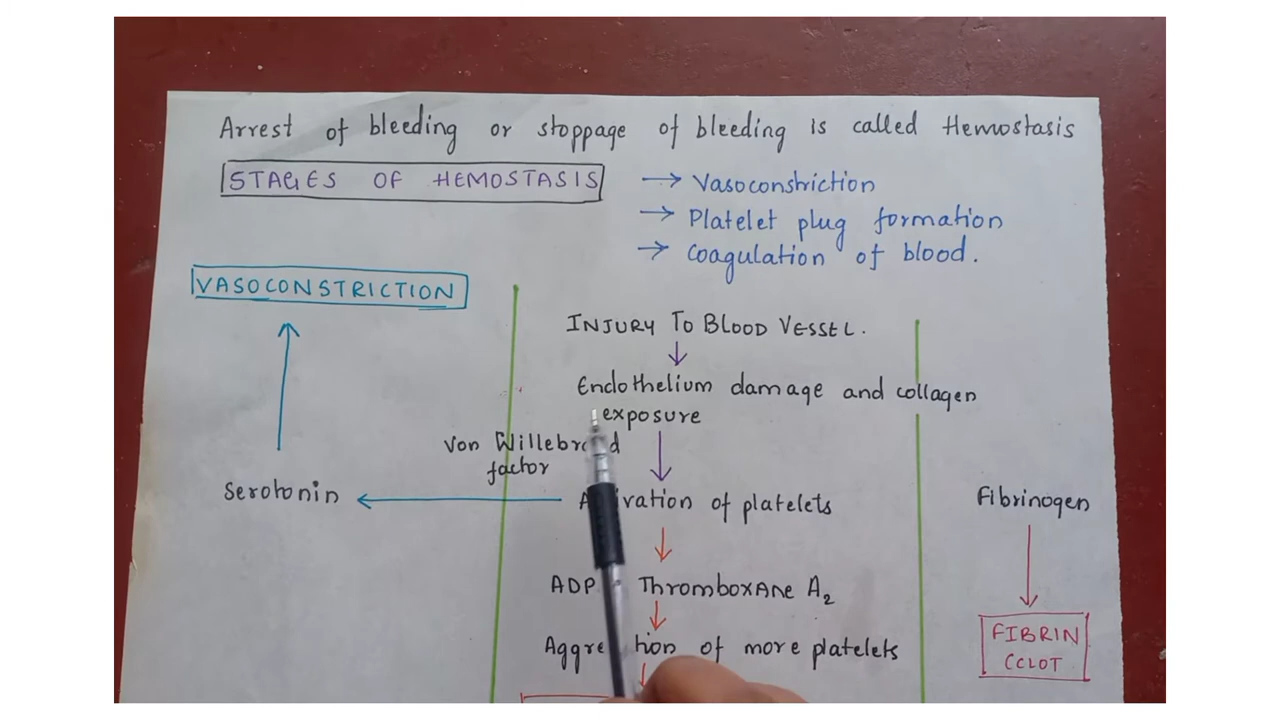 Arrest of bleeding or stoppage of bleeding is called Hemostasis
STAGES OF HEMOSTASIS
→ Vasoconstriction
→ Platelet plug formation
→ Coagulation of blood.
VASOCONSTRICTION
INJURY TO BLOOD VESSEL.
Endothelium damage and collagen
exposure
Von
factor
Serotonin
of platelets
Fibrinogen
ADP
Thromboxane A2
of more platelets
FIBRIN
CCLOT